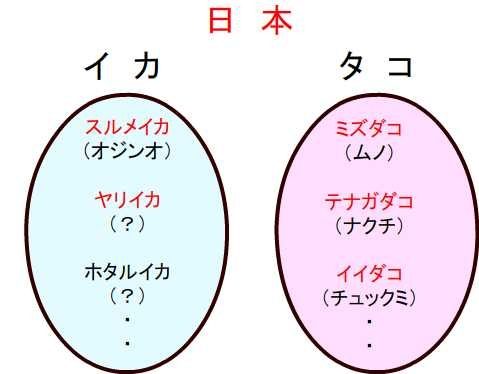 日 本
イ カ
スルメイカ
(オジンオ)
ヤリイカ
(？)
ホタルイカ
(？)
・
・
タ コ
ミズダコ
(ムノ)
テナガダコ
(ナクチ)
イイダコ
(チュックミ)
・
・